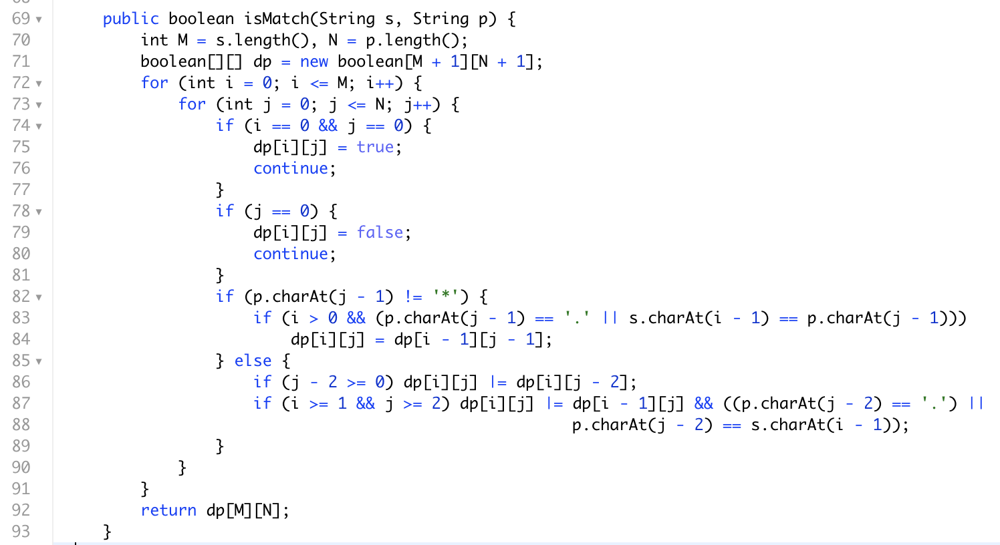 69 ▾ public boolean isMatch(String s, String p) {
70 int M = s.length(), N = p.length();
71 boolean[][] dp = new boolean[M + 1][N + 1];
72 ▾ for (int i = 0; i <= M; i++) {
73 ▾ for (int j = 0; j <= N; j++) {
74 ▾ if (i == 0 && j == 0) {
75 dp[i][j] = true;
76 continue;
77 }
78 ▾ if (j == 0) {
79 dp[i][j] = false;
80 continue;
81 }
82 ▾ if (p.charAt(j - 1) != '*') {
83 if (i > 0 && (p.charAt(j - 1) == '.' || s.charAt(i - 1) == p.charAt(j - 1)))
84 dp[i][j] = dp[i - 1][j - 1];
85 ▾ } else {
86 if (j - 2 >= 0) dp[i][j] |= dp[i][j - 2];
87 if (i >= 1 && j >= 2) dp[i][j] |= dp[i - 1][j] && ((p.charAt(j - 2) == '.') ||
88 p.charAt(j - 2) == s.charAt(i - 1));
89 }
90 }
91 }
92 return dp[M][N];
93 }